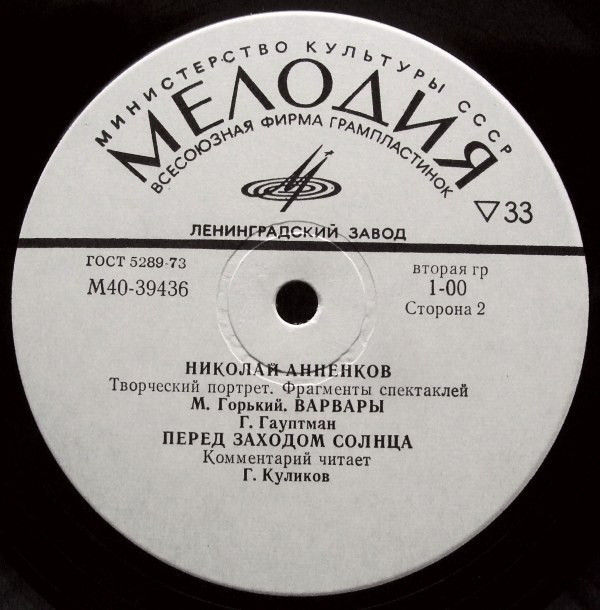 МИНИСТЕРСТВО КУЛЬТУРЫ СССР
МЕЛОДИЯ
ВСЕСОЮЗНАЯ ФИРМА ГРАМПЛАСТИНОК
▽33
ЛЕНИНГРАДСКИЙ ЗАВОД
ГОСТ 5289-73
М40-39436
вторая гр
1-00
Сторона 2
НИКОЛАЙ АННЕНКОВ
Творческий портрет. Фрагменты спектаклей
М. Горький. ВАРВАРЫ
Г. Гауптман
ПЕРЕД ЗАХОДОМ СОЛНЦА
Комментарий читает
Г. Куликов